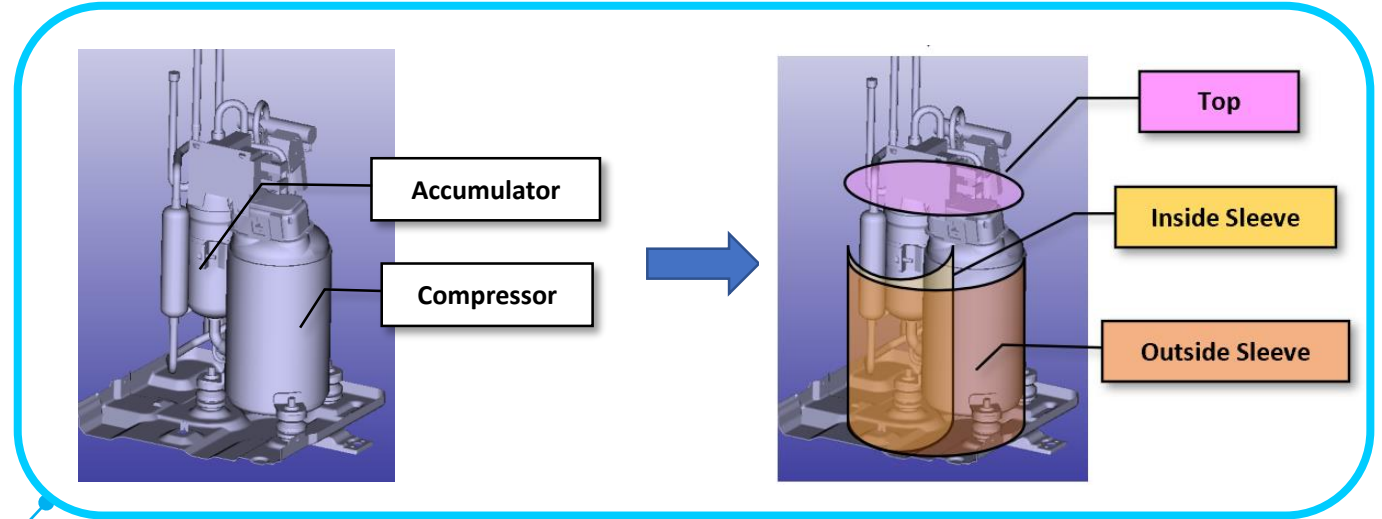 Accumulator
Compressor
Top
Inside Sleeve
Outside Sleeve